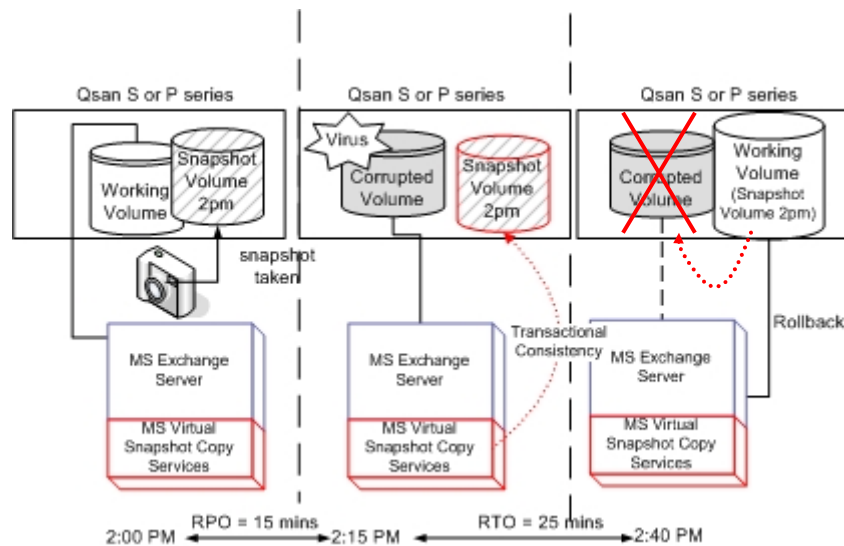 Qsan S or P series
Working
Volume
Snapshot
Volume
2pm
snapshot
taken
MS Exchange
Server
MS Virtual
Snapshot Copy
Services
Qsan S or P series
Virus
Corrupted
Volume
Snapshot
Volume
2pm
Transactional
Consistency
MS Exchange
Server
MS Virtual
Snapshot Copy
Services
Qsan S or P series
Corrupted
Volume
Working
Volume
(Snapshot
Volume 2pm)
Rollback
MS Exchange
Server
MS Virtual
Snapshot Copy
Services
2:00 PM
RPO = 15 mins
2:15 PM
RTO = 25 mins
2:40 PM